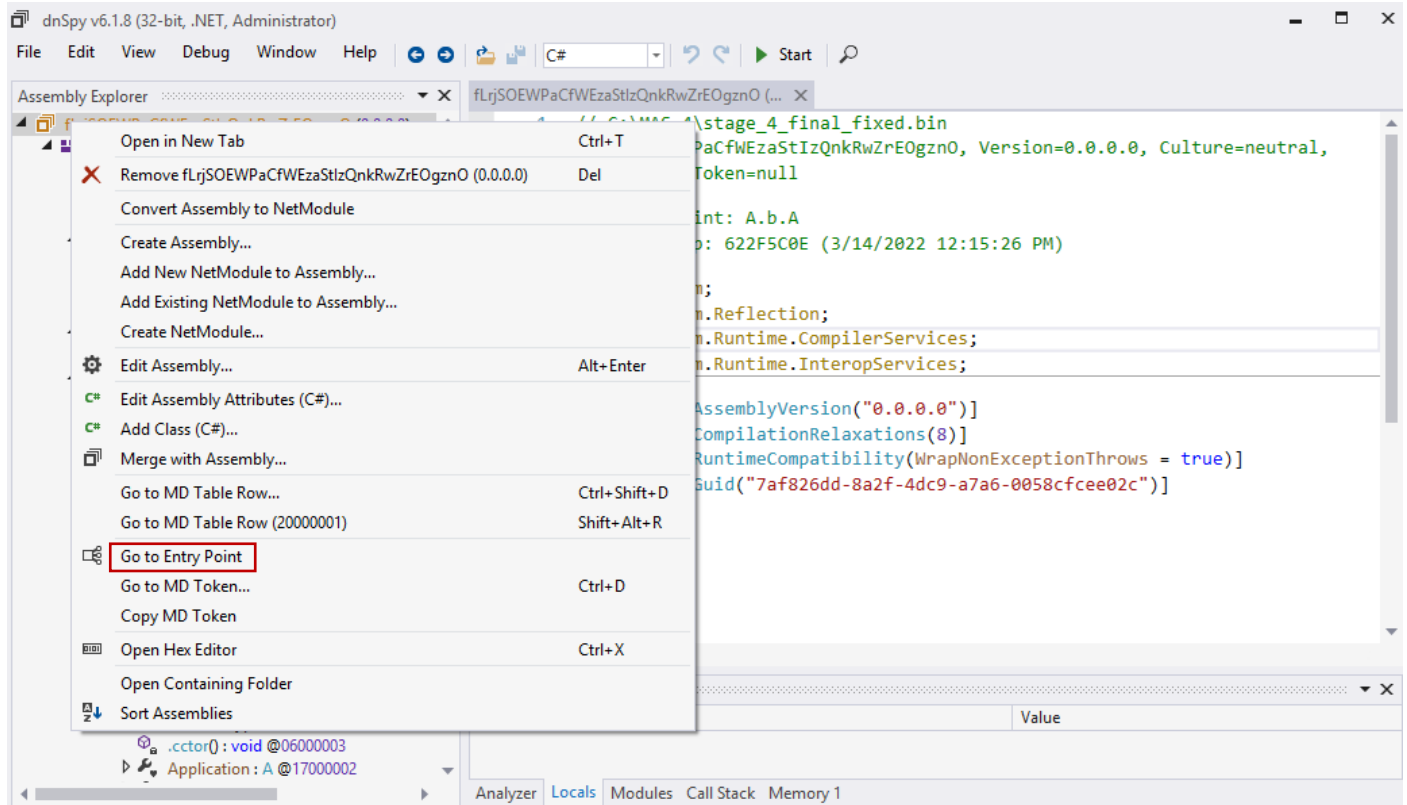 dnSpy v6.1.8 (32-bit, .NET, Administrator)
File Edit View Debug Window Help C# Start
Assembly Explorer
fLrjSOEWPaCfWEzaStIzQnkRwZrEOgznO (...
Open in New Tab Ctrl+T
Remove fLrjSOEWPaCfWEzaStIzQnkRwZrEOgznO (0.0.0.0) Del
Convert Assembly to NetModule
Create Assembly...
Add New NetModule to Assembly...
Add Existing NetModule to Assembly...
Create NetModule...
Edit Assembly... Alt+Enter
C# Edit Assembly Attributes (C#)...
C# Add Class (C#)...
Merge with Assembly...
Go to MD Table Row... Ctrl+Shift+D
Go to MD Table Row (20000001) Shift+Alt+R
Go to Entry Point
Go to MD Token... Ctrl+D
Copy MD Token
Open Hex Editor Ctrl+X
Open Containing Folder
Sort Assemblies
.cctor() : void @06000003
Application : A @17000002
\stage_4_final_fixed.bin
PaCfWEzaStIzQnkRwZrEOgznO, Version=0.0.0.0, Culture=neutral,
Token=null
int: A.b.A
p: 622F5C0E (3/14/2022 12:15:26 PM)
m;
m.Reflection;
m.Runtime.CompilerServices;
m.Runtime.InteropServices;
AssemblyVersion("0.0.0.0")]
CompilationRelaxations(8)]
RuntimeCompatibility(WrapNonExceptionThrows = true)]
Guid("7af826dd-8a2f-4dc9-a7a6-0058cfcee02c")]
Value
Analyzer Locals Modules Call Stack Memory 1